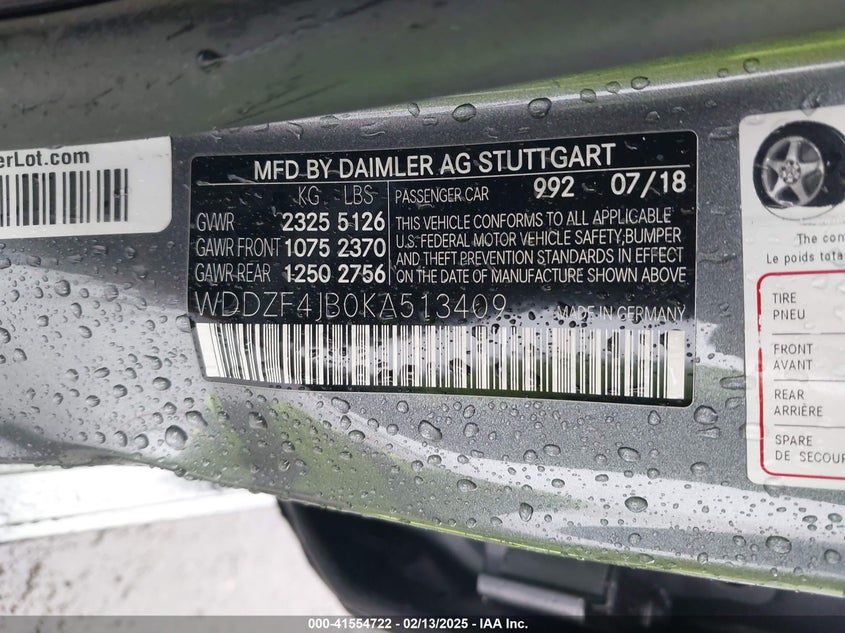 erLot.com
MFD BY DAIMLER AG STUTTGART
KG LBS
GVWR 2325 5126
GAWR FRONT 1075 2370
GAWR REAR 1250 2756
PASSENGER CAR 992 07/18
THIS VEHICLE CONFORMS TO ALL APPLICABLE
U.S. FEDERAL MOTOR VEHICLE SAFETY,BUMPER
AND THEFT PREVENTION STANDARDS IN EFFECT
ON THE DATE OF MANUFACTURE SHOWN ABOVE
WDDZF4JB0KA513409 MADE IN GERMANY
The con
Le poids tota
TIRE
PNEU
FRONT
AVANT
REAR
ARRIÈRE
SPARE
DE SECOUR
000-41554722 — 02/13/2025 — IAA Inc.